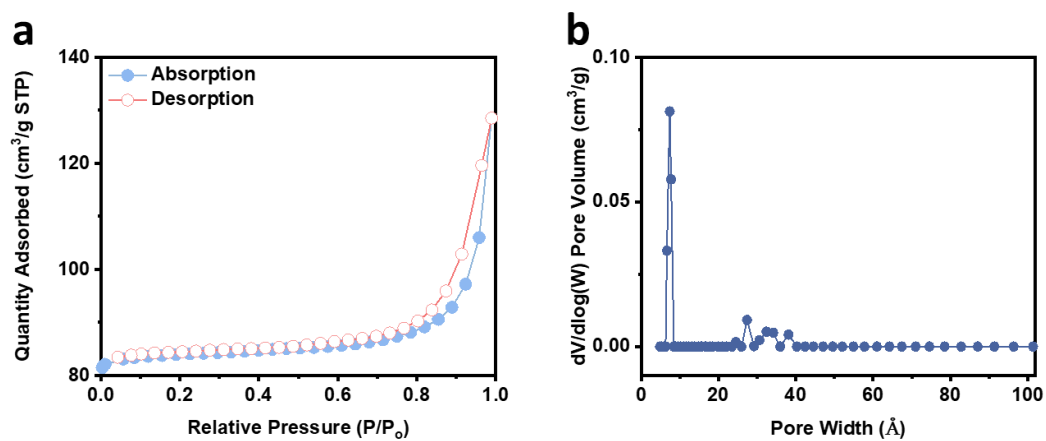 a
Quantity Adsorbed (cm³/g STP)
140
120
100
80
Absorption
Desorption
0.0 0.2 0.4 0.6 0.8 1.0
Relative Pressure (P/P₀)
b
dV/dlog(W) Pore Volume (cm³/g)
0.10
0.05
0.00
0 20 40 60 80 100
Pore Width (Å)